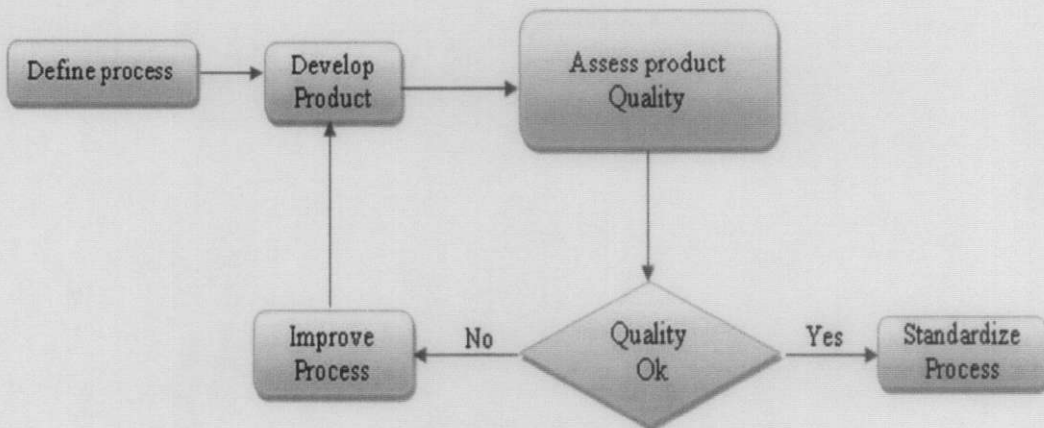 Define process
Develop
Product
Assess product
Quality
Improve
Process
No
Quality
Ok
Yes
Standardize
Process